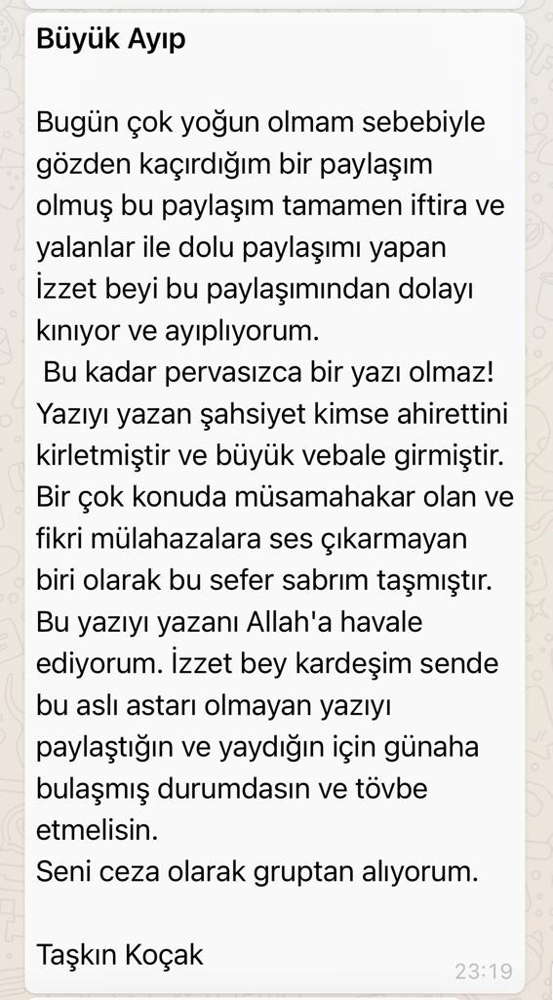 Büyük Ayıp
Bugün çok yoğun olmam sebebiyle
gözden kaçırdığım bir paylaşım
olmuş bu paylaşım tamamen iftira ve
yalanlar ile dolu paylaşımı yapan
İzzet beyi bu paylaşımından dolayı
kınıyor ve ayıplıyorum.
Bu kadar pervasızca bir yazı olmaz!
Yazıyı yazan şahsiyet kimse ahirettini
kirletmiştir ve büyük vebale girmiştir.
Bir çok konuda müsamahakar olan ve
fikri mülahazalara ses çıkarmayan
biri olarak bu sefer sabrım taşmıştır.
Bu yazıyı yazanı Allah'a havale
ediyorum. İzzet bey kardeşim sende
bu aslı astarı olmayan yazıyı
paylaştığın ve yaydığın için günaha
bulaşmış durumdasın ve tövbe
etmelisin.
Seni ceza olarak gruptan alıyorum.
Taşkın Koçak
23:19